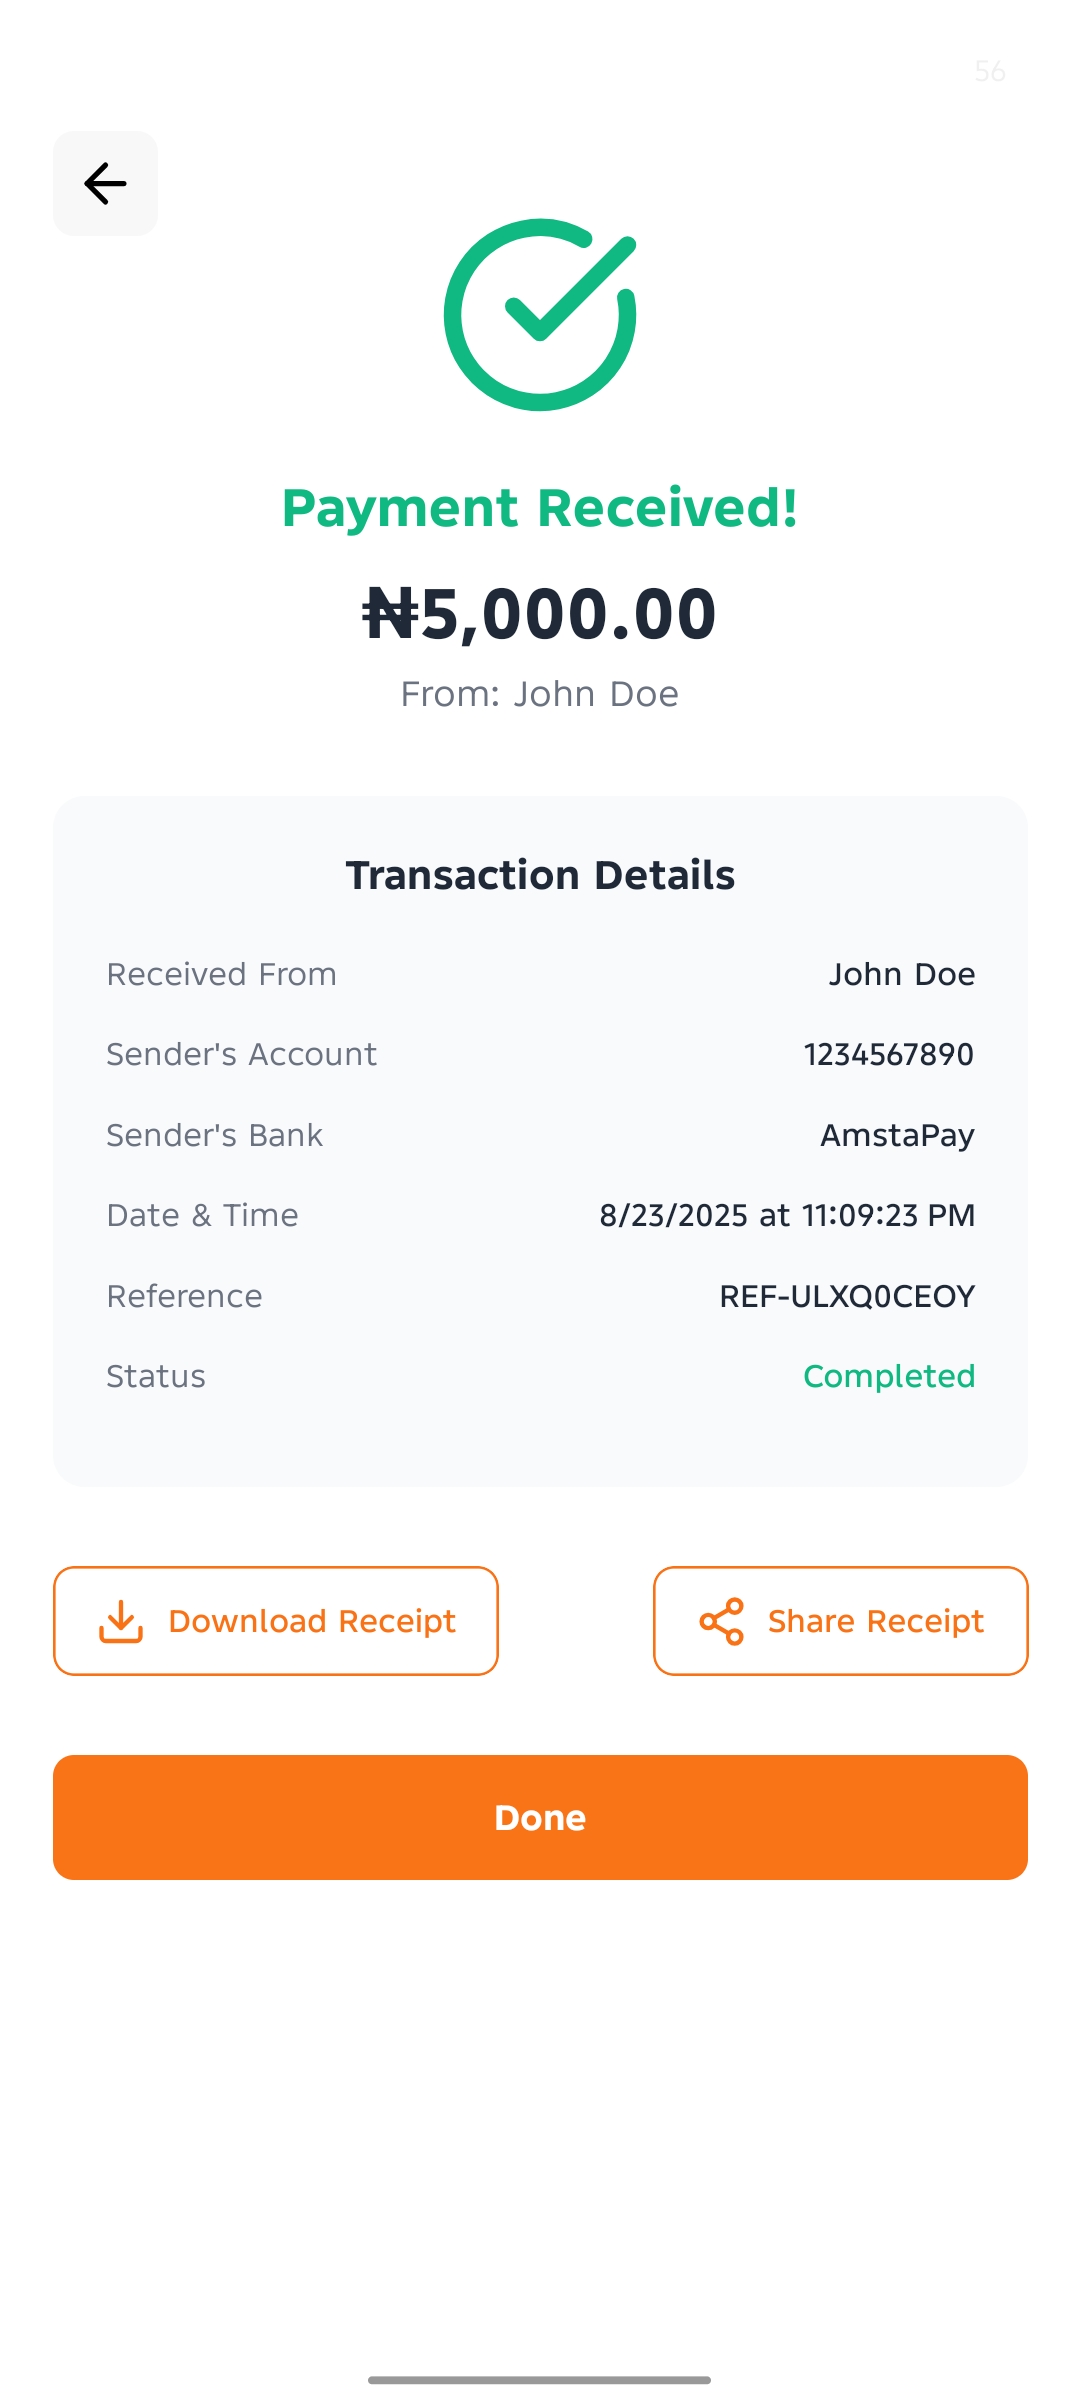 56
Payment Received!
₦5,000.00
From: John Doe
Transaction Details
Received From John Doe
Sender's Account 1234567890
Sender's Bank AmstaPay
Date & Time 8/23/2025 at 11:09:23 PM
Reference REF-ULXQ0CEOY
Status Completed
Download Receipt Share Receipt
Done